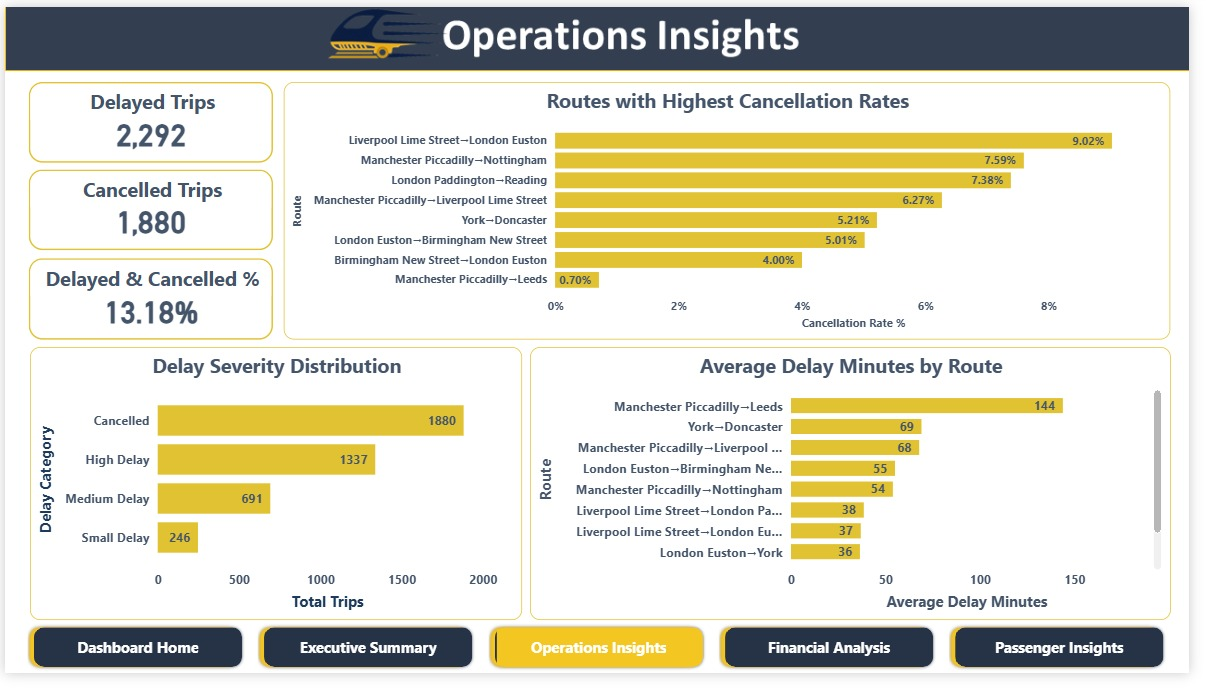 Operations Insights
Delayed Trips
2,292
Cancelled Trips
1,880
Delayed & Cancelled %
13.18%
Routes with Highest Cancellation Rates
Route
Liverpool Lime Street→London Euston 9.02%
Manchester Piccadilly→Nottingham 7.59%
London Paddington→Reading 7.38%
Manchester Piccadilly→Liverpool Lime Street 6.27%
York→Doncaster 5.21%
London Euston→Birmingham New Street 5.01%
Birmingham New Street→London Euston 4.00%
Manchester Piccadilly→Leeds 0.70%
0% 2% 4% 6% 8%
Cancellation Rate %
Delay Severity Distribution
Delay Category
Cancelled 1880
High Delay 1337
Medium Delay 691
Small Delay 246
0 500 1000 1500 2000
Total Trips
Average Delay Minutes by Route
Route
Manchester Piccadilly→Leeds 144
York→Doncaster 69
Manchester Piccadilly→Liverpool ... 68
London Euston→Birmingham Ne... 55
Manchester Piccadilly→Nottingham 54
Liverpool Lime Street→London Pa... 38
Liverpool Lime Street→London Eu... 37
London Euston→York 36
0 50 100 150
Average Delay Minutes
Dashboard Home
Executive Summary
Operations Insights
Financial Analysis
Passenger Insights